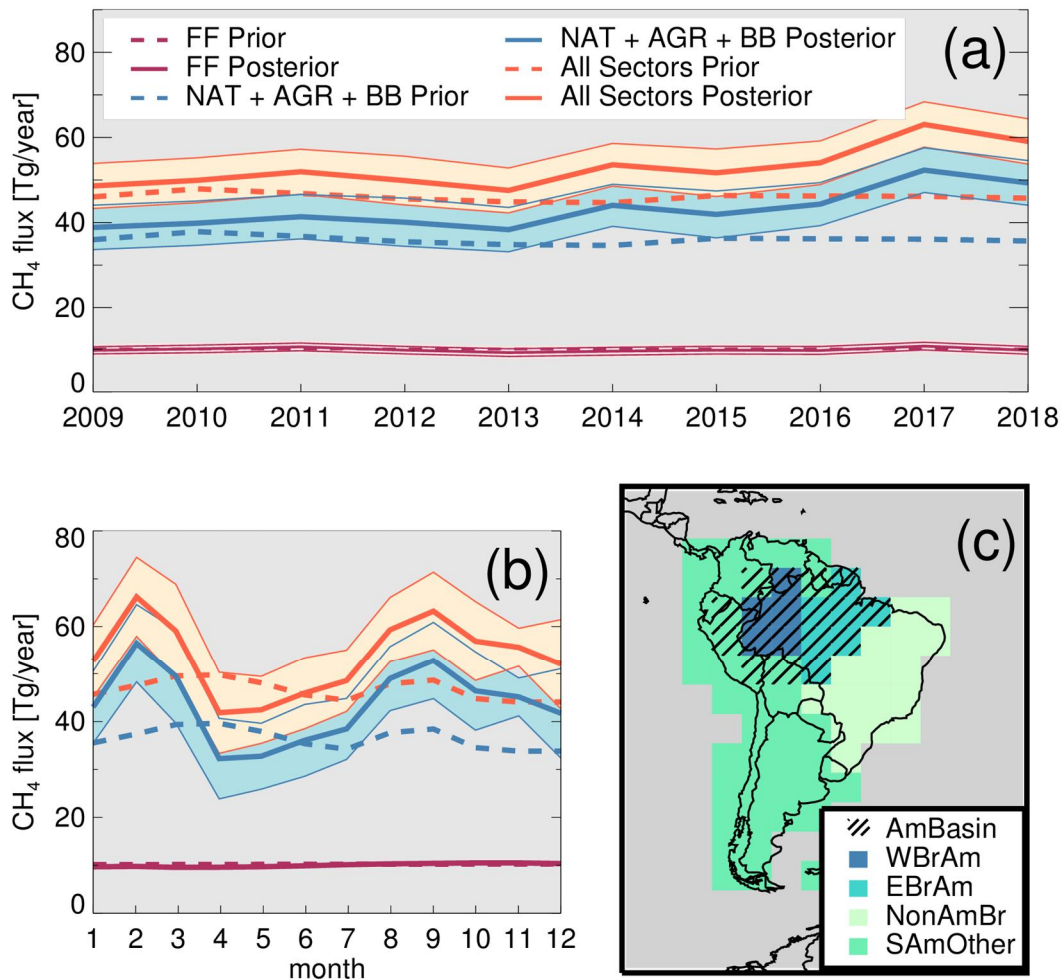 80
60
40
20
0
CH₄ flux [Tg/year]
FF Prior
FF Posterior
NAT + AGR + BB Prior
NAT + AGR + BB Posterior
All Sectors Prior
All Sectors Posterior
(a)
2009 2010 2011 2012 2013 2014 2015 2016 2017 2018
80
60
40
20
0
CH₄ flux [Tg/year]
(b)
1 2 3 4 5 6 7 8 9 10 11 12
month
(c)
AmBasin
WBrAm
EBrAm
NonAmBr
SAmOther